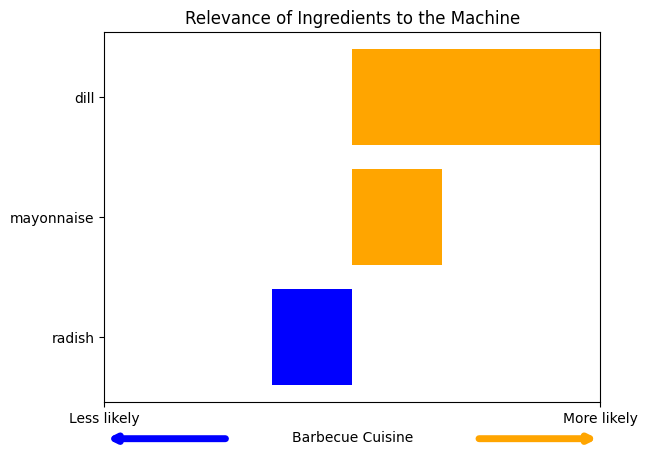 Relevance of Ingredients to the Machine
dill
mayonnaise
radish
Less likely
More likely
Barbecue Cuisine